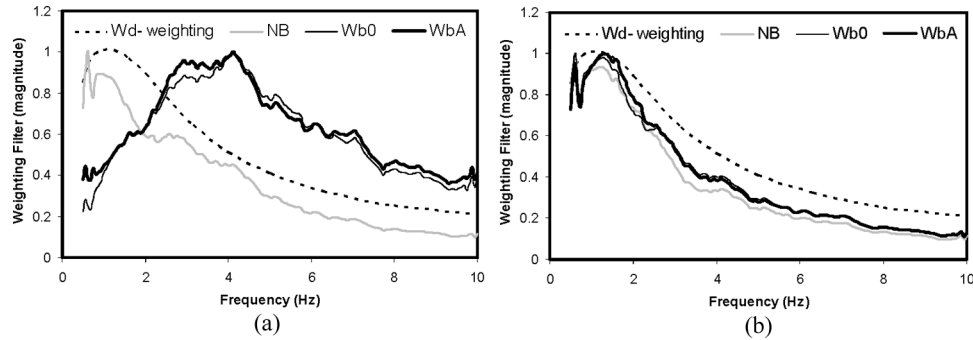 Wd- weighting NB Wb0 WbA
Weighting Filter (magnitude)
1.2
1
0.8
0.6
0.4
0.2
0
0 2 4 6 8 10
Frequency (Hz)
(a)
Wd- weighting NB Wb0 WbA
Weighting Filter (magnitude)
1.2
1
0.8
0.6
0.4
0.2
0
0 2 4 6 8 10
Frequency (Hz)
(b)